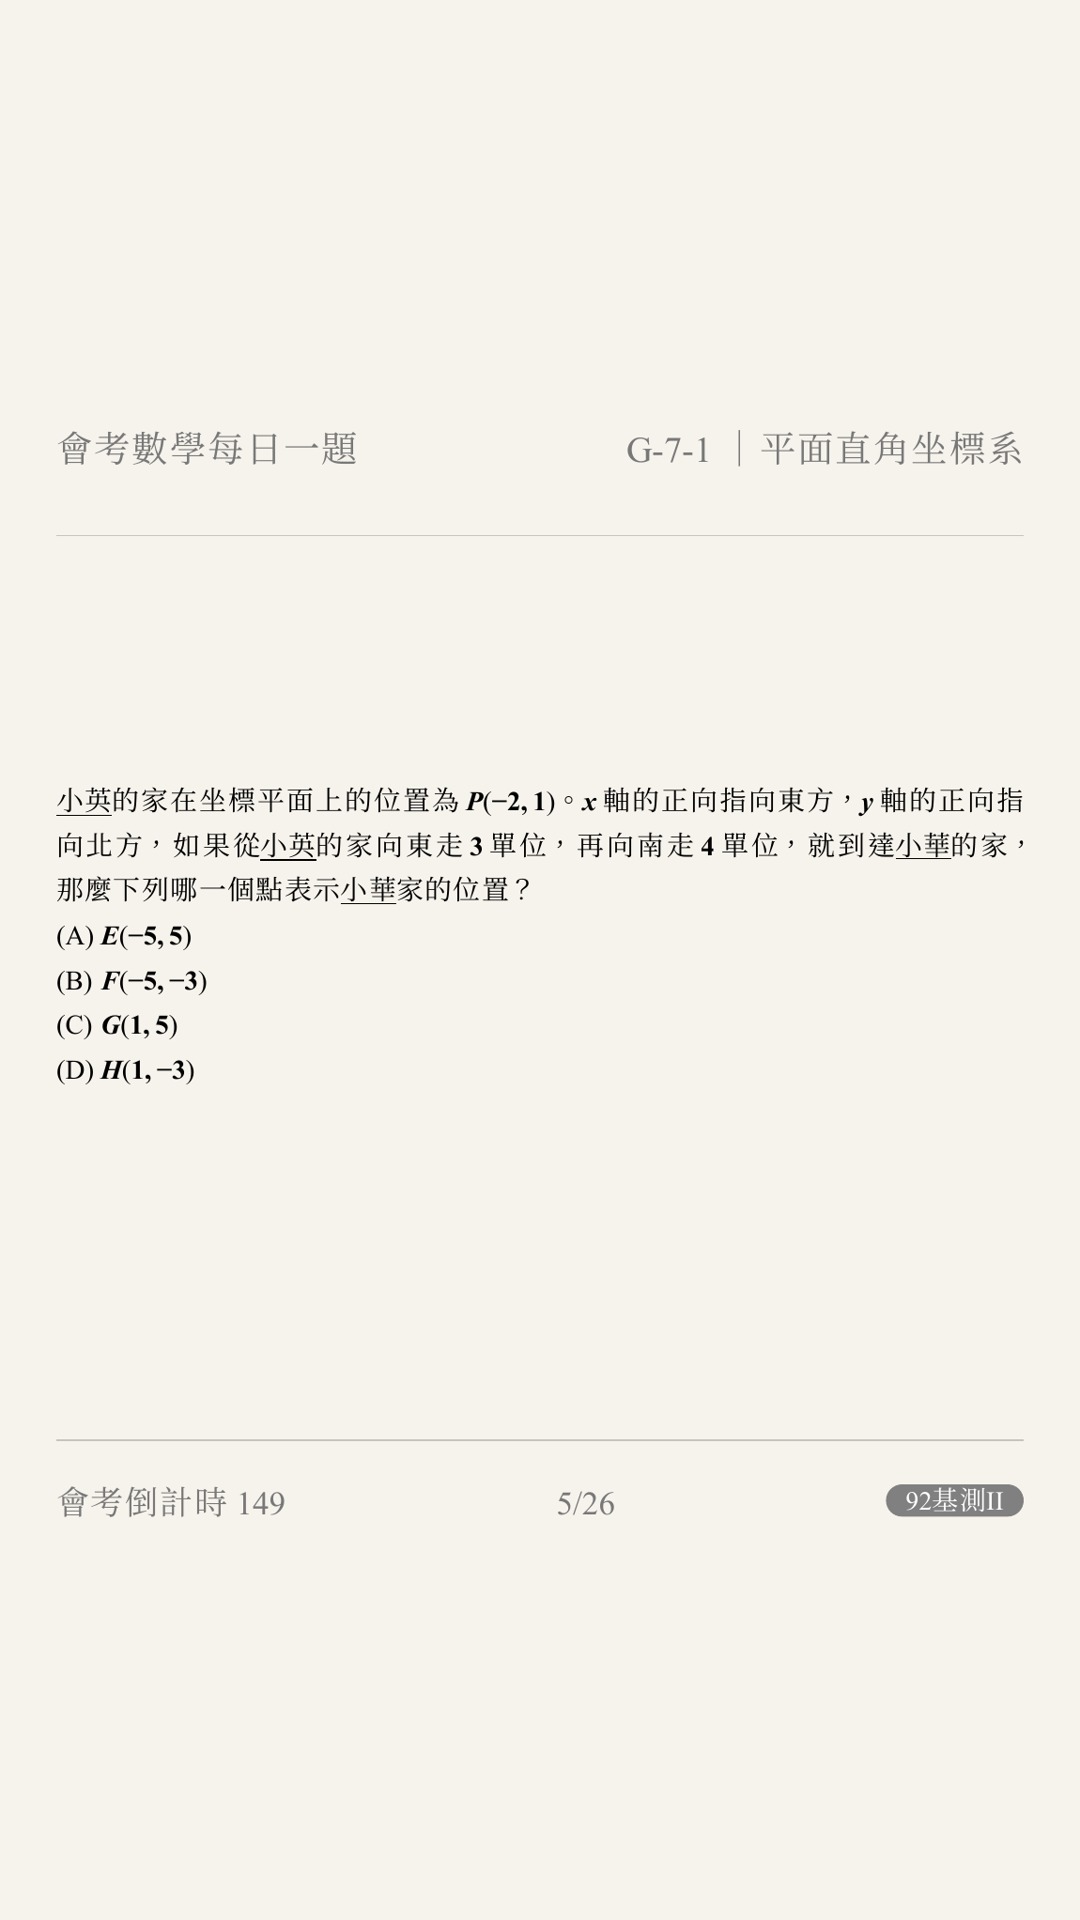 會考數學每日一題
G-7-1｜平面直角坐標系
小英的家在坐標平面上的位置為 P(−2, 1)。x 軸的正向指向東方，y 軸的正向指
向北方，如果從小英的家向東走 3 單位，再向南走 4 單位，就到達小華的家，
那麼下列哪一個點表示小華家的位置？
(A) E(−5, 5)
(B) F(−5, −3)
(C) G(1, 5)
(D) H(1, −3)
會考倒計時 149
5/26
92基測II